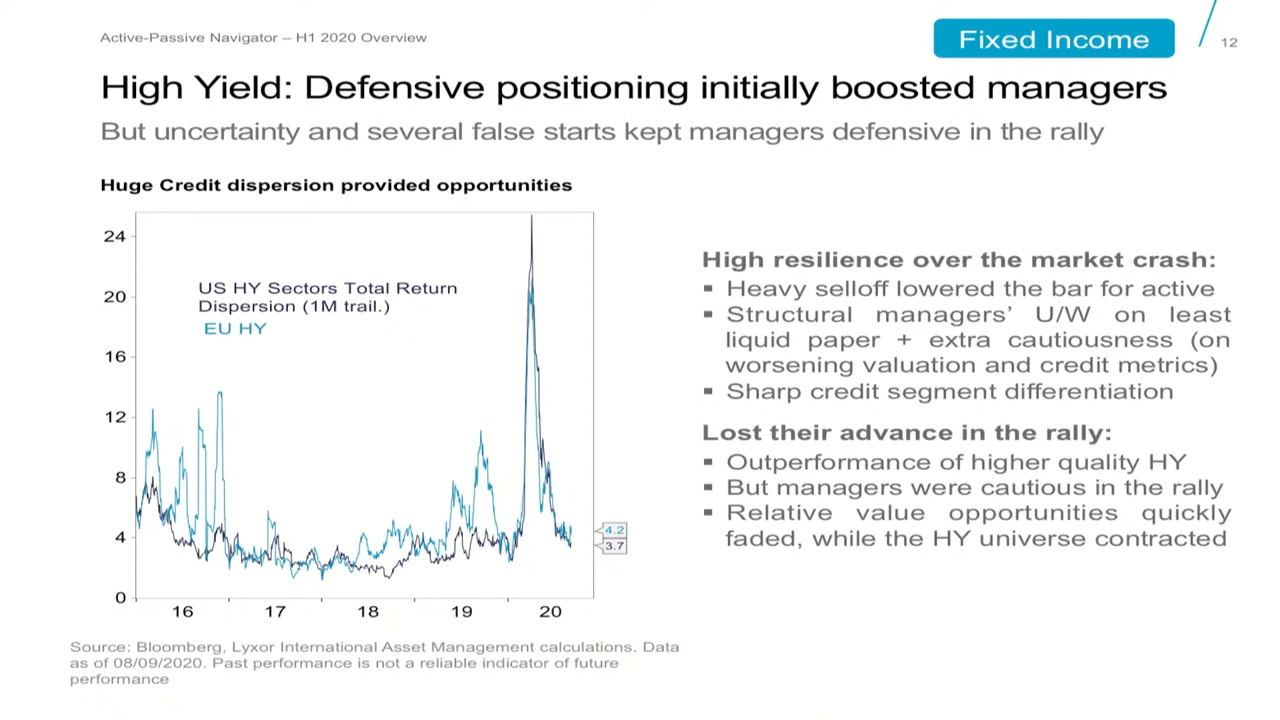 Active-Passive Navigator – H1 2020 Overview
Fixed Income
12
High Yield: Defensive positioning initially boosted managers
But uncertainty and several false starts kept managers defensive in the rally
Huge Credit dispersion provided opportunities
24
20
16
12
8
4
0
US HY Sectors Total Return
Dispersion (1M trail.)
EU HY
4.2
3.7
16 17 18 19 20
High resilience over the market crash:
▪ Heavy selloff lowered the bar for active
▪ Structural managers’ U/W on least
liquid paper + extra cautiousness (on
worsening valuation and credit metrics)
▪ Sharp credit segment differentiation
Lost their advance in the rally:
▪ Outperformance of higher quality HY
▪ But managers were cautious in the rally
▪ Relative value opportunities quickly
faded, while the HY universe contracted
Source: Bloomberg, Lyxor International Asset Management calculations. Data
as of 08/09/2020. Past performance is not a reliable indicator of future
performance